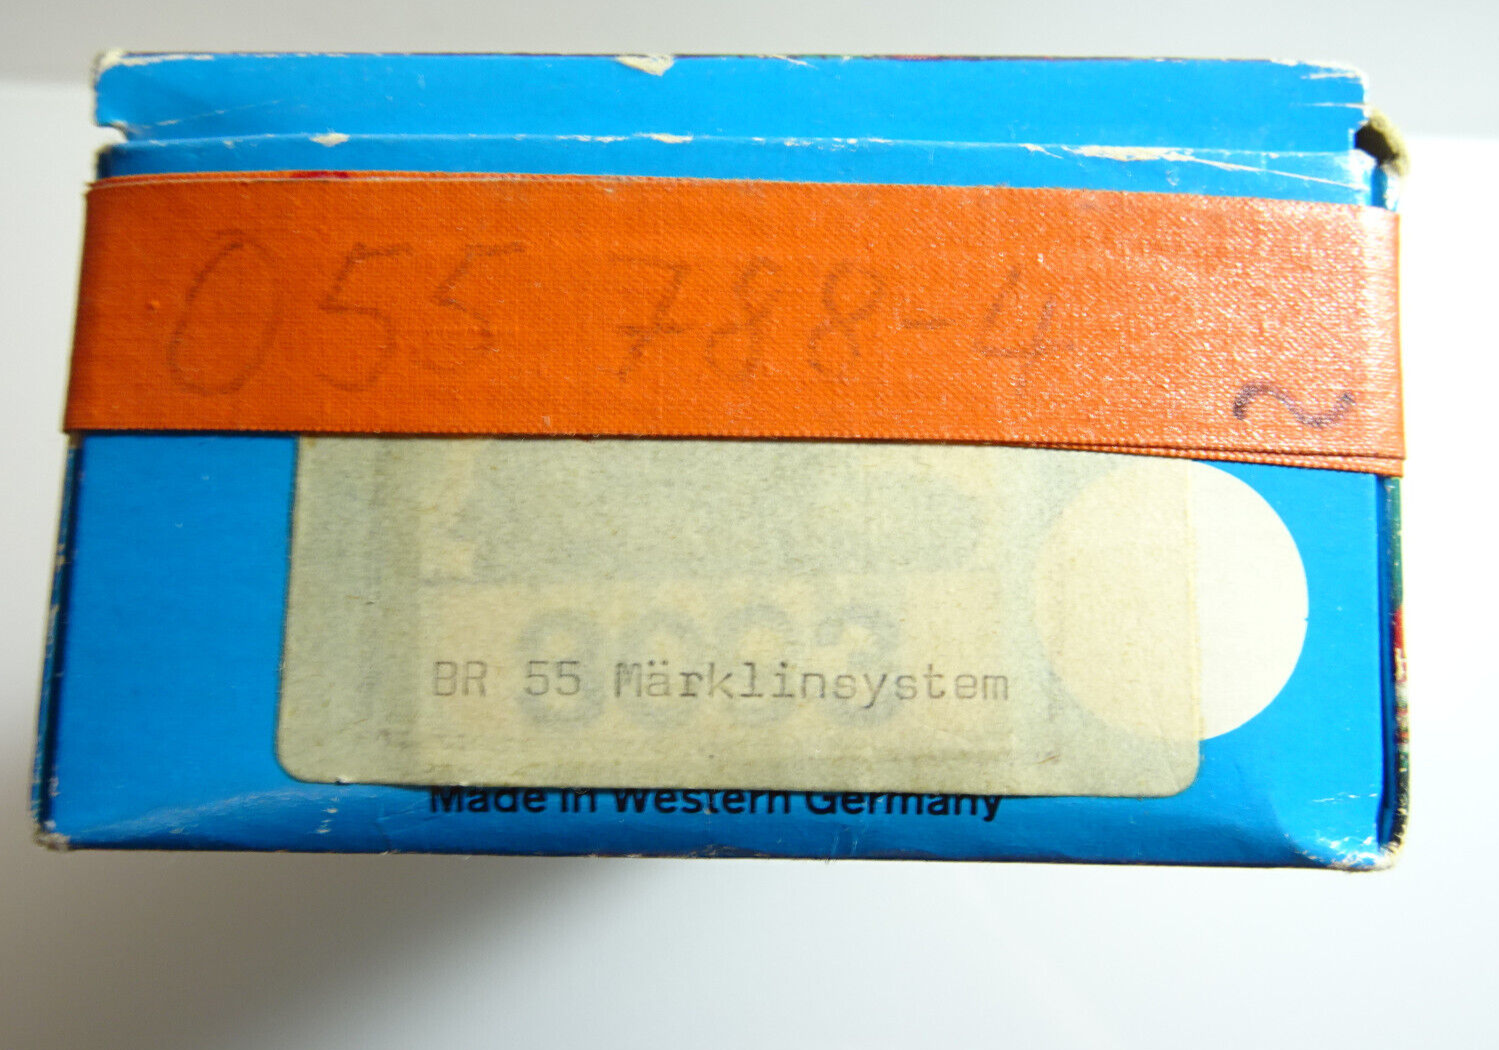 055 788-4
~
BR 55 Märklinsystem
Made in Western Germany